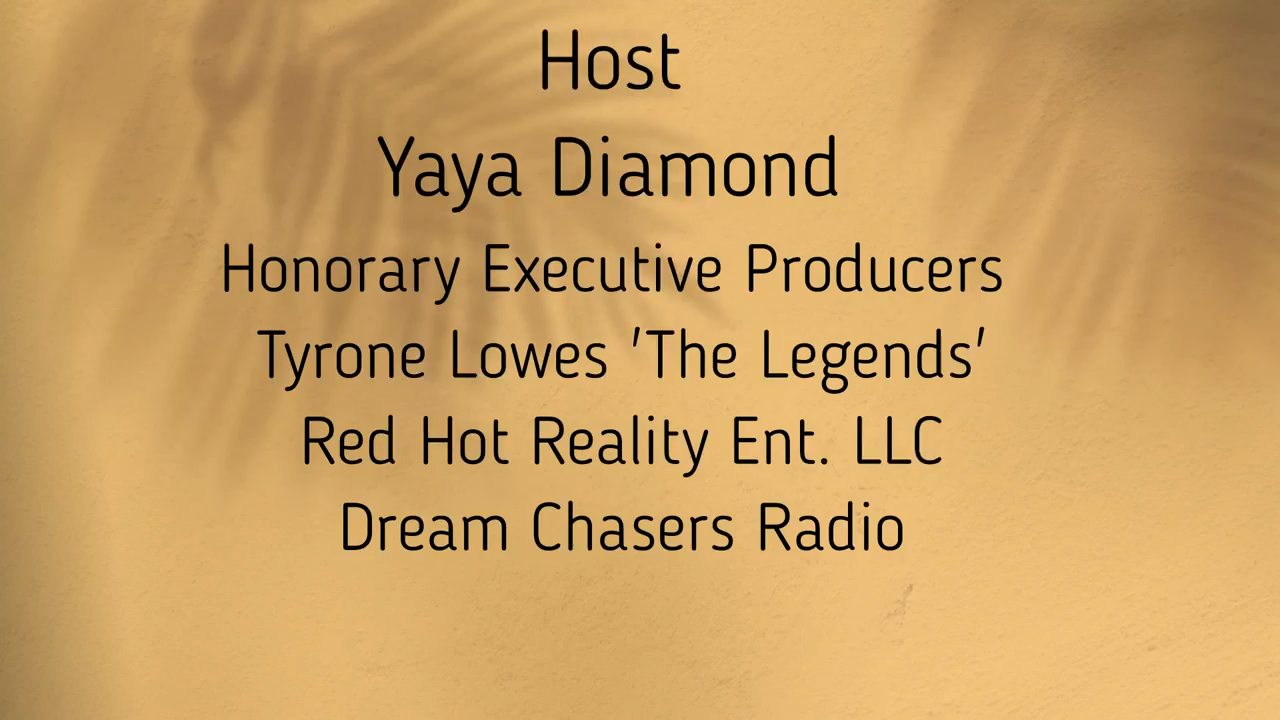 Host
Yaya Diamond
Honorary Executive Producers
Tyrone Lowes 'The Legends'
Red Hot Reality Ent. LLC
Dream Chasers Radio